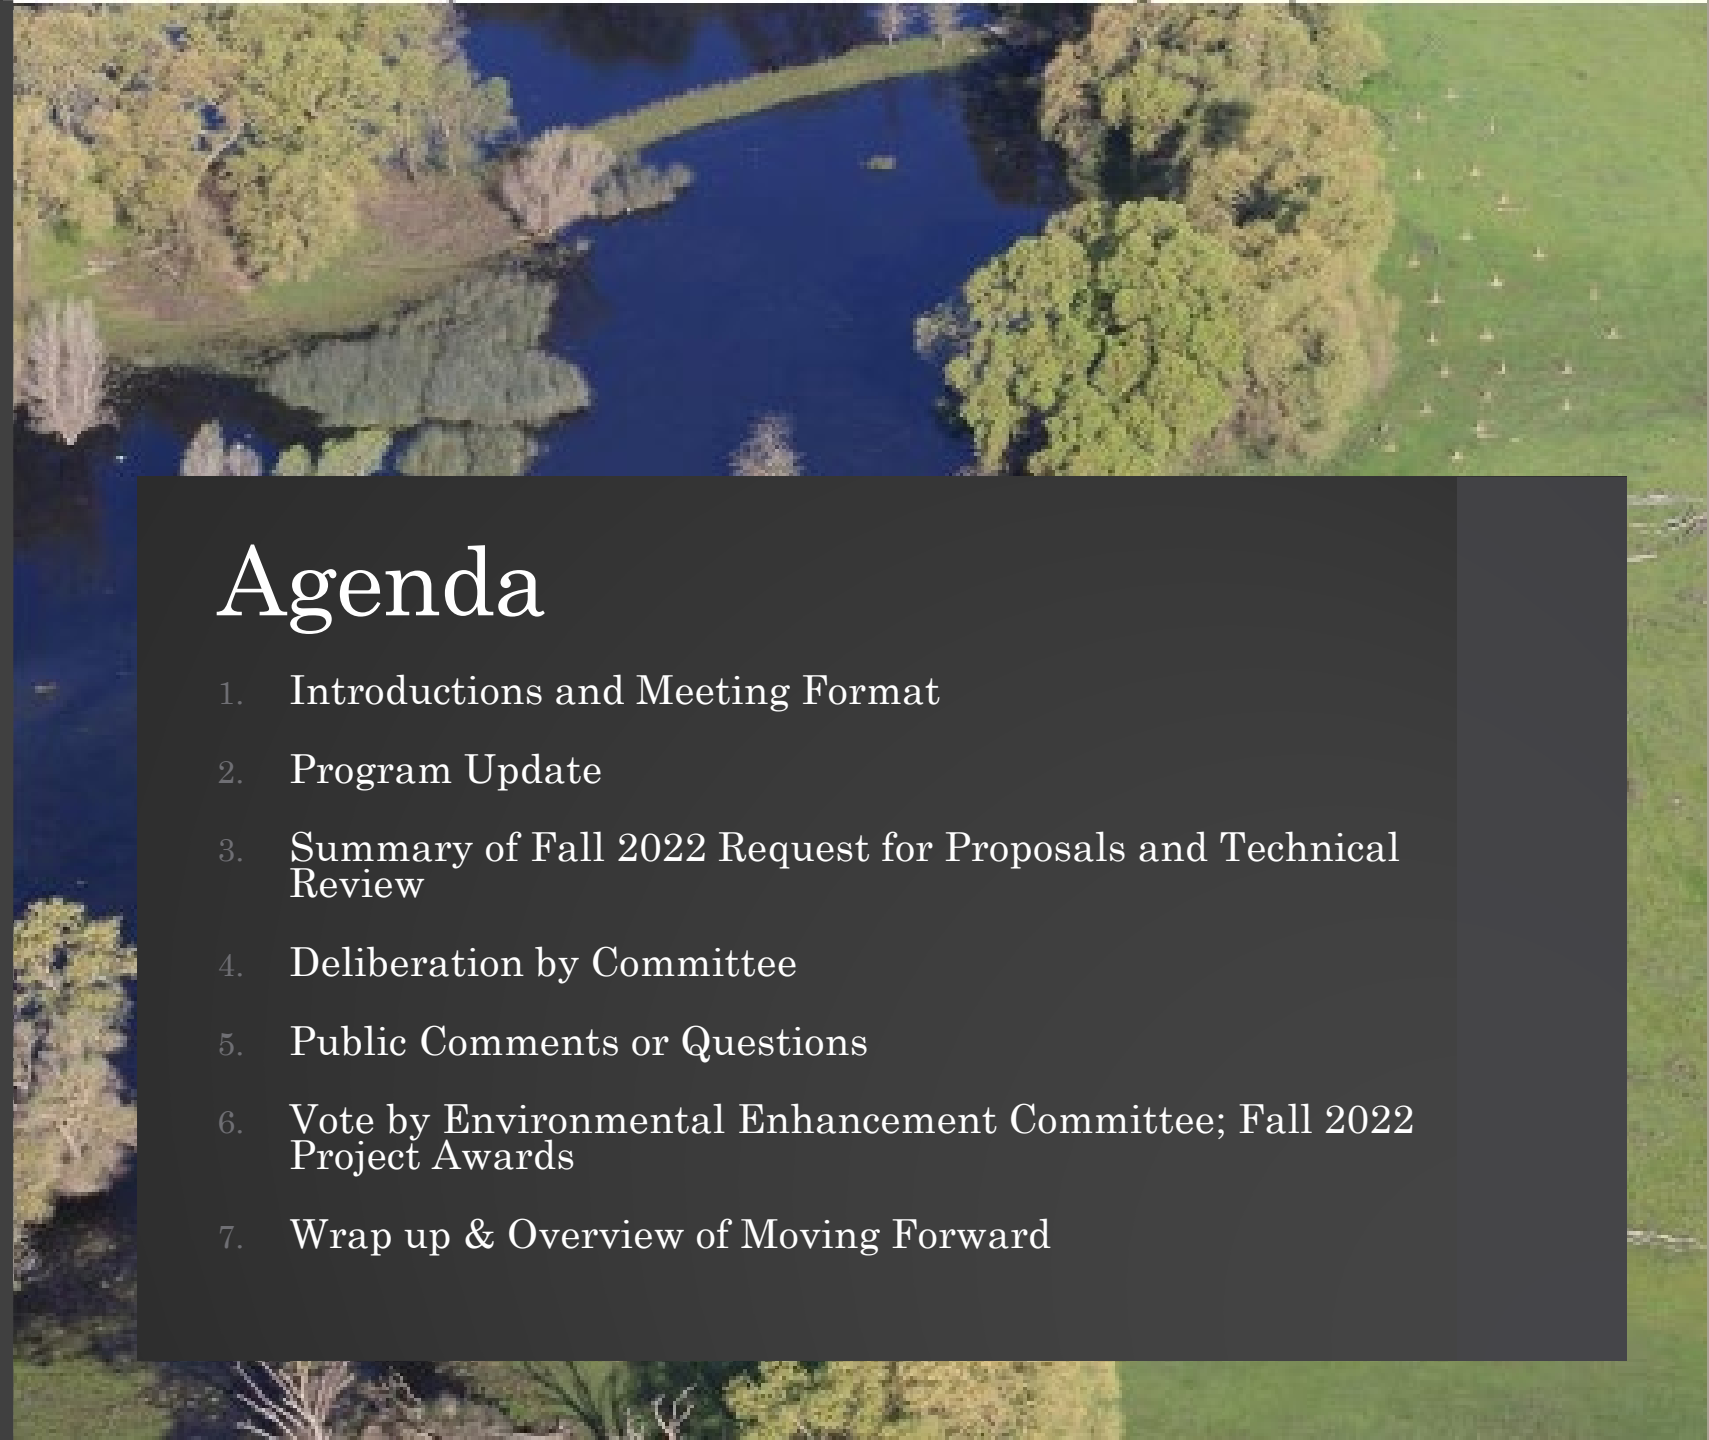 Agenda
1. Introductions and Meeting Format
2. Program Update
3. Summary of Fall 2022 Request for Proposals and Technical
Review
4. Deliberation by Committee
5. Public Comments or Questions
6. Vote by Environmental Enhancement Committee; Fall 2022
Project Awards
7. Wrap up & Overview of Moving Forward